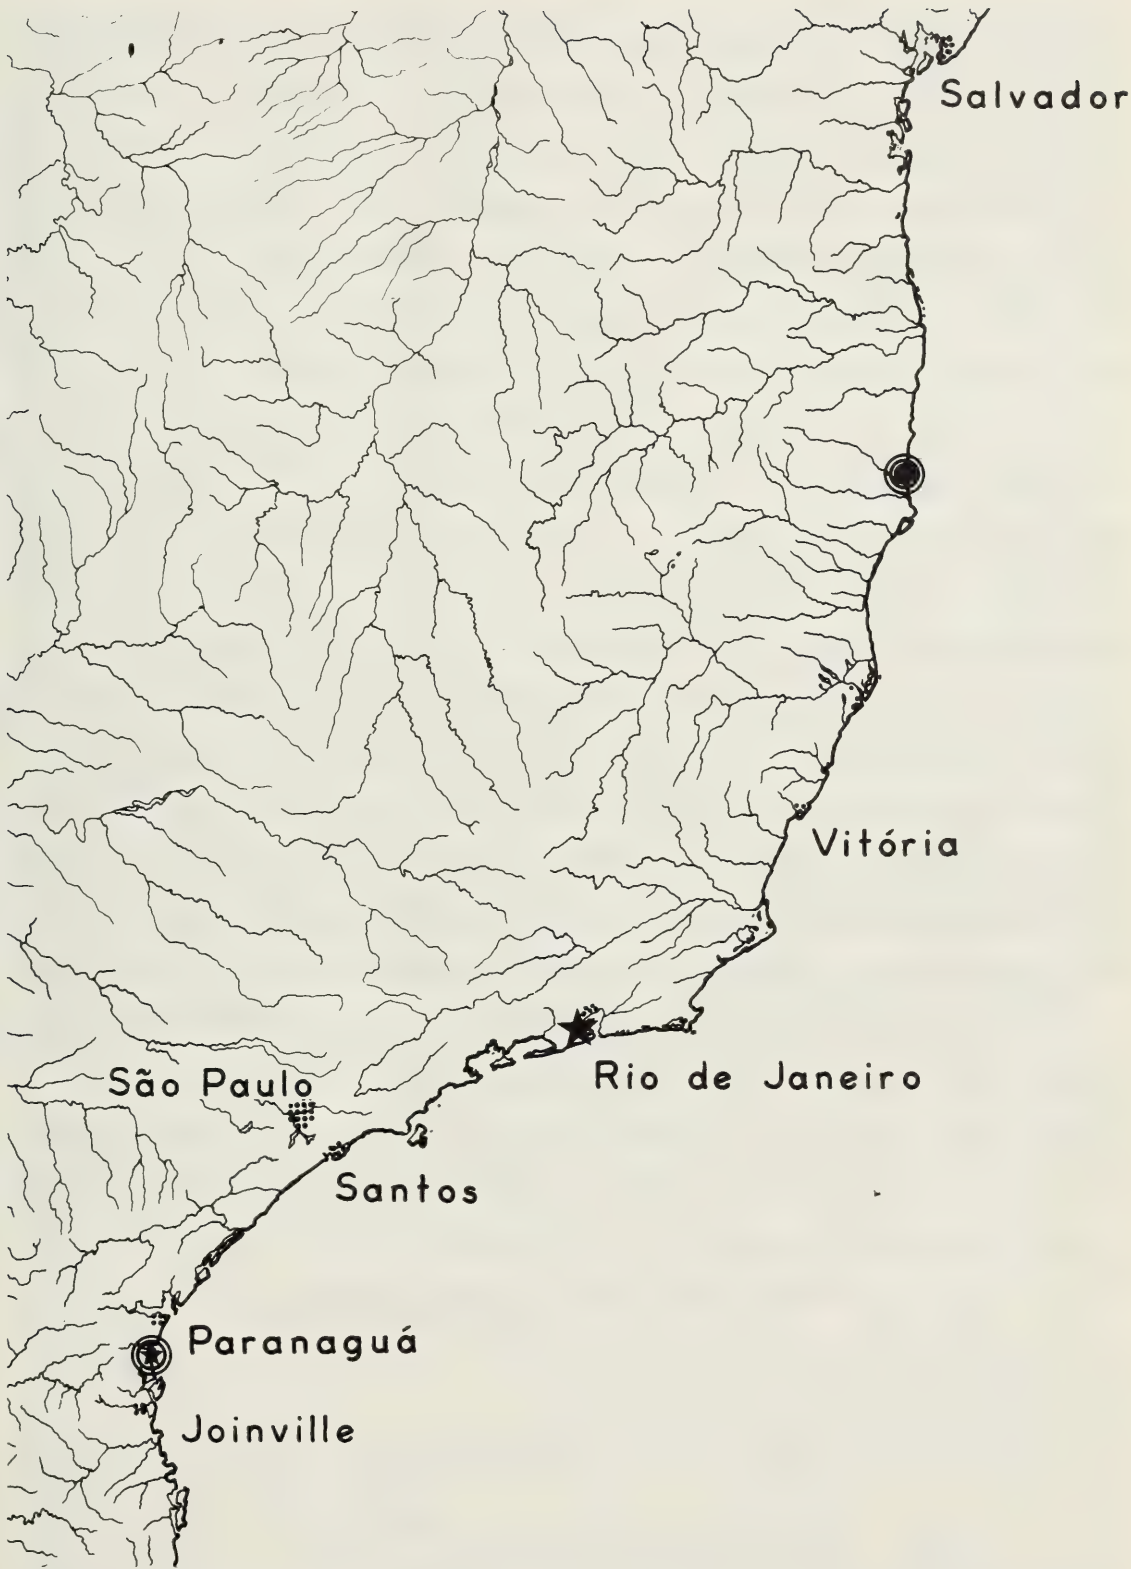 Salvador
Vitória
Rio de Janeiro
São Paulo
Santos
Paranaguá
Joinville